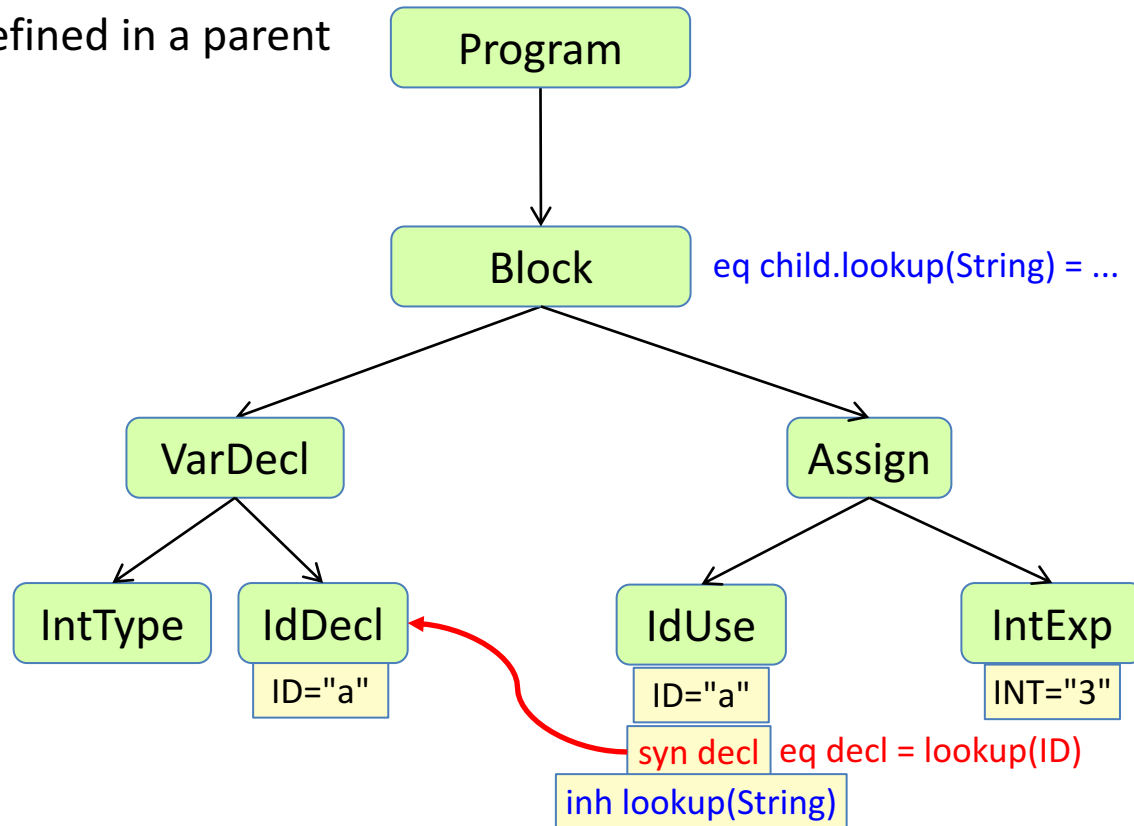 efined in a parent
Program
Block
eq child.lookup(String) = ...
VarDecl
Assign
IntType
IdDecl
IdUse
IntExp
ID="a"
ID="a"
INT="3"
syn decl
eq decl = lookup(ID)
inh lookup(String)